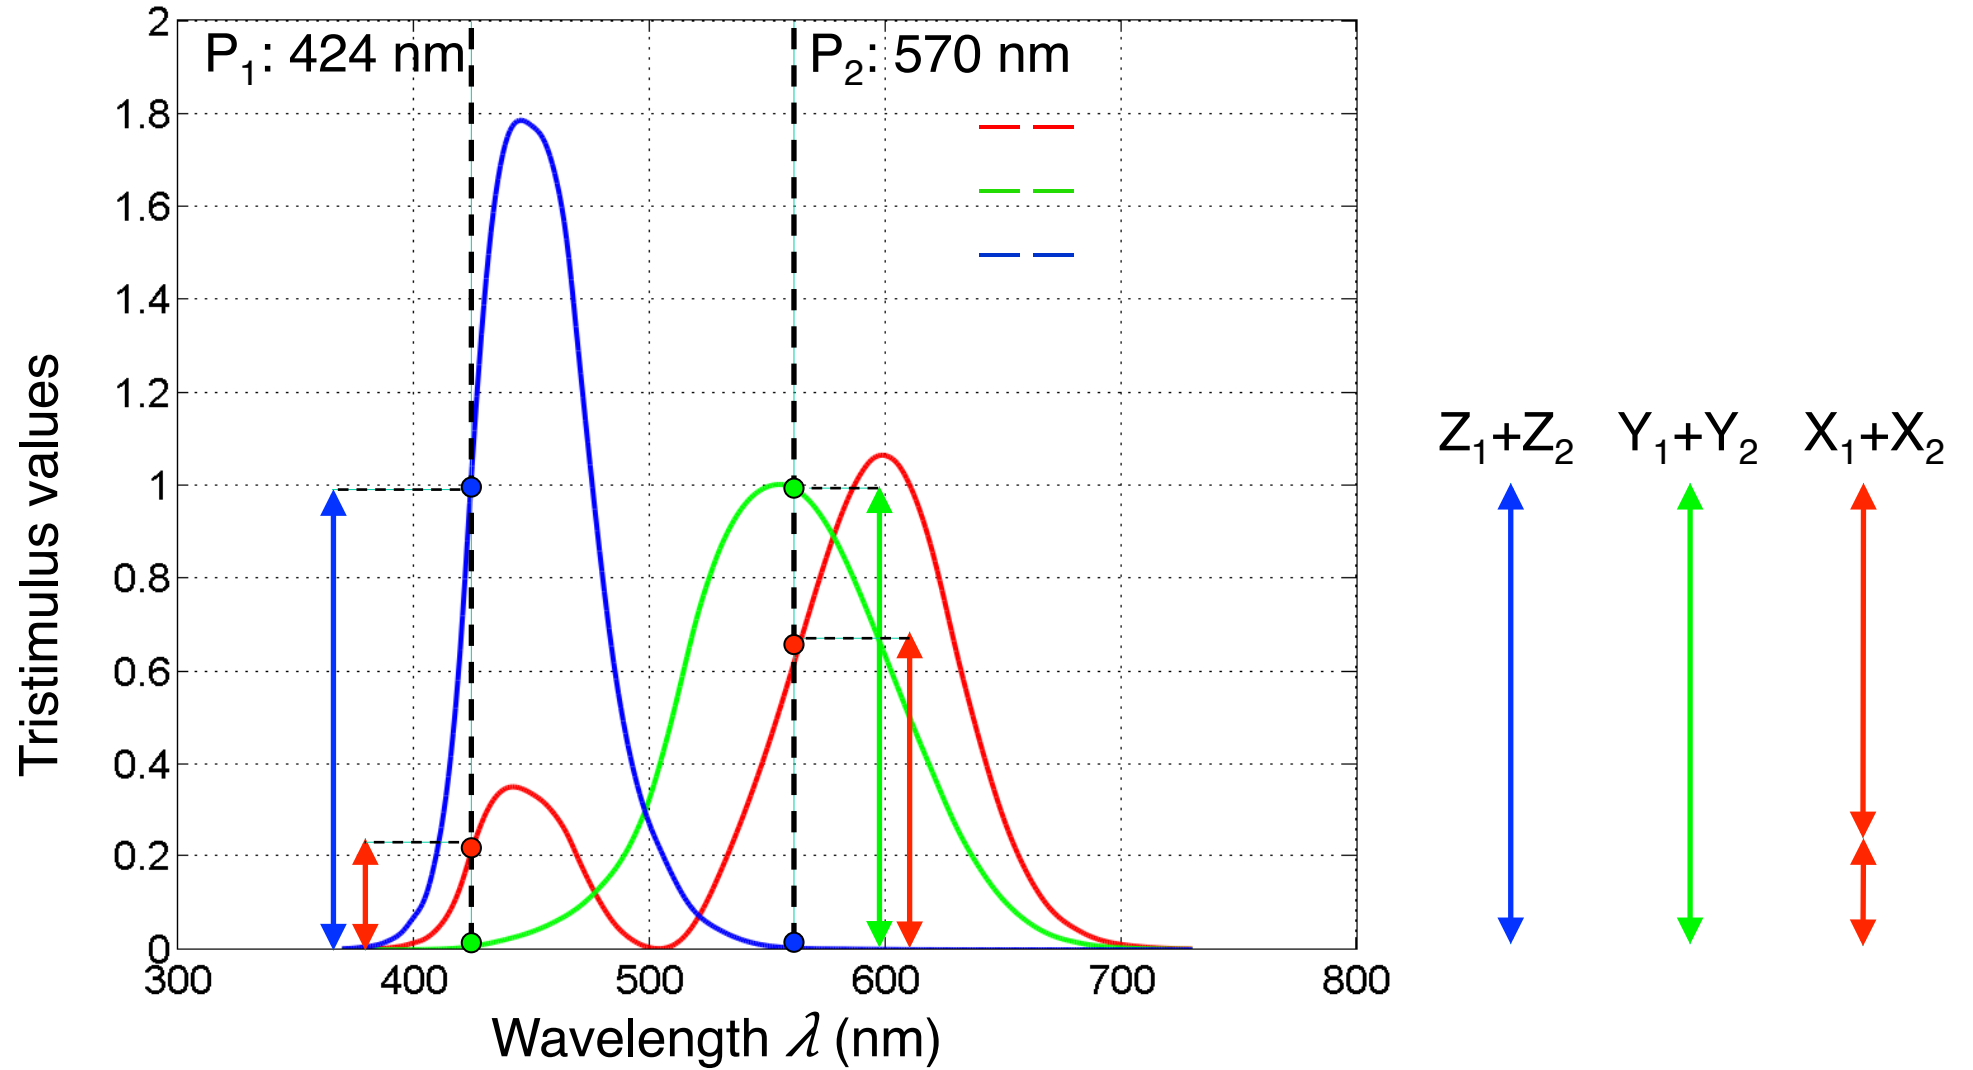 P₁: 424 nm
P₂: 570 nm
2
1.8
1.6
1.4
1.2
1
0.8
0.6
0.4
0.2
0
Tristimulus values
300 400 500 600 700 800
Wavelength λ (nm)
Z₁+Z₂ Y₁+Y₂ X₁+X₂